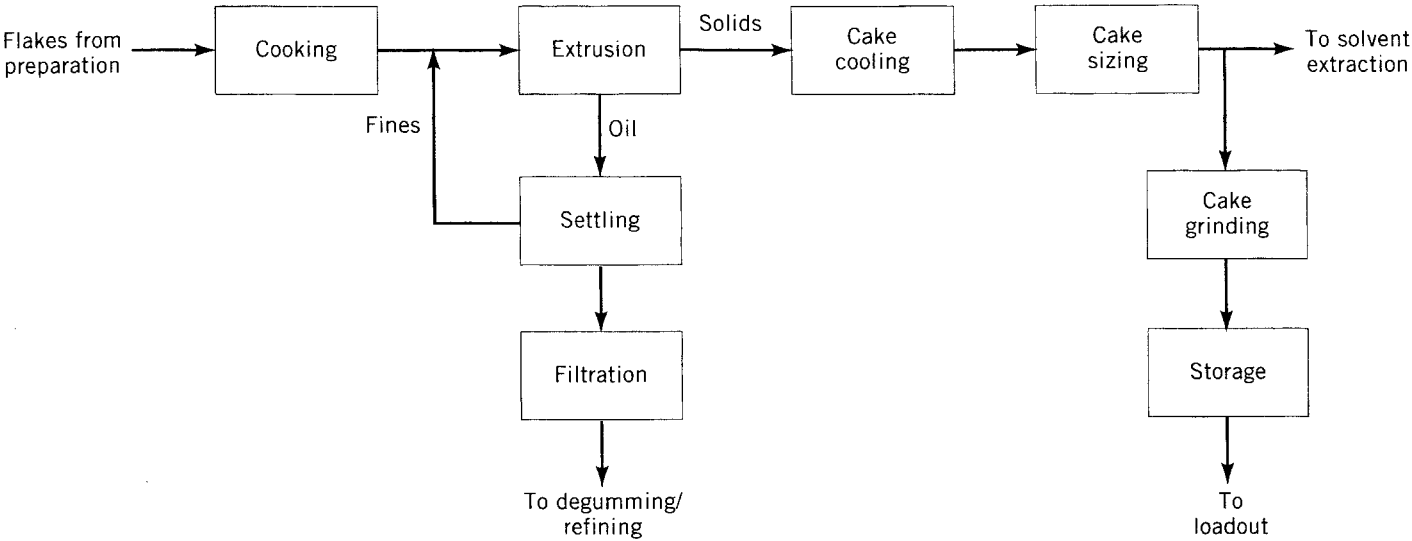 Flakes from
preparation
Cooking
Extrusion
Solids
Cake
cooling
Cake
sizing
To solvent
extraction
Fines
Oil
Settling
Cake
grinding
Filtration
Storage
To degumming/
refining
To
loadout